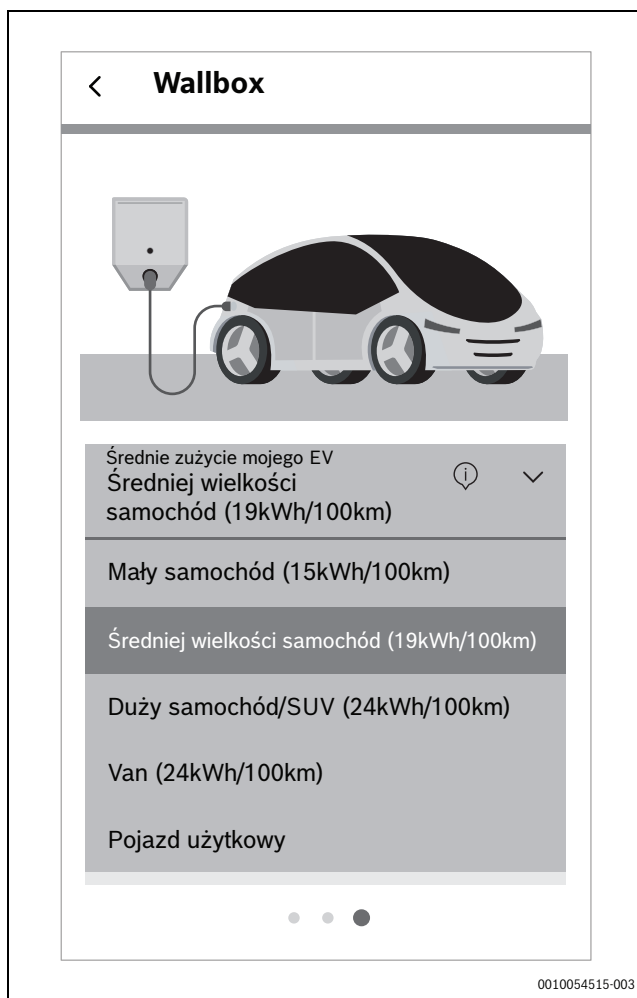 Wallbox
Średnie zużycie mojego EV
Średniej wielkości
samochód (19kWh/100km)
Mały samochód (15kWh/100km)
Średniej wielkości samochód (19kWh/100km)
Duży samochód/SUV (24kWh/100km)
Van (24kWh/100km)
Pojazd użytkowy
0010054515-003